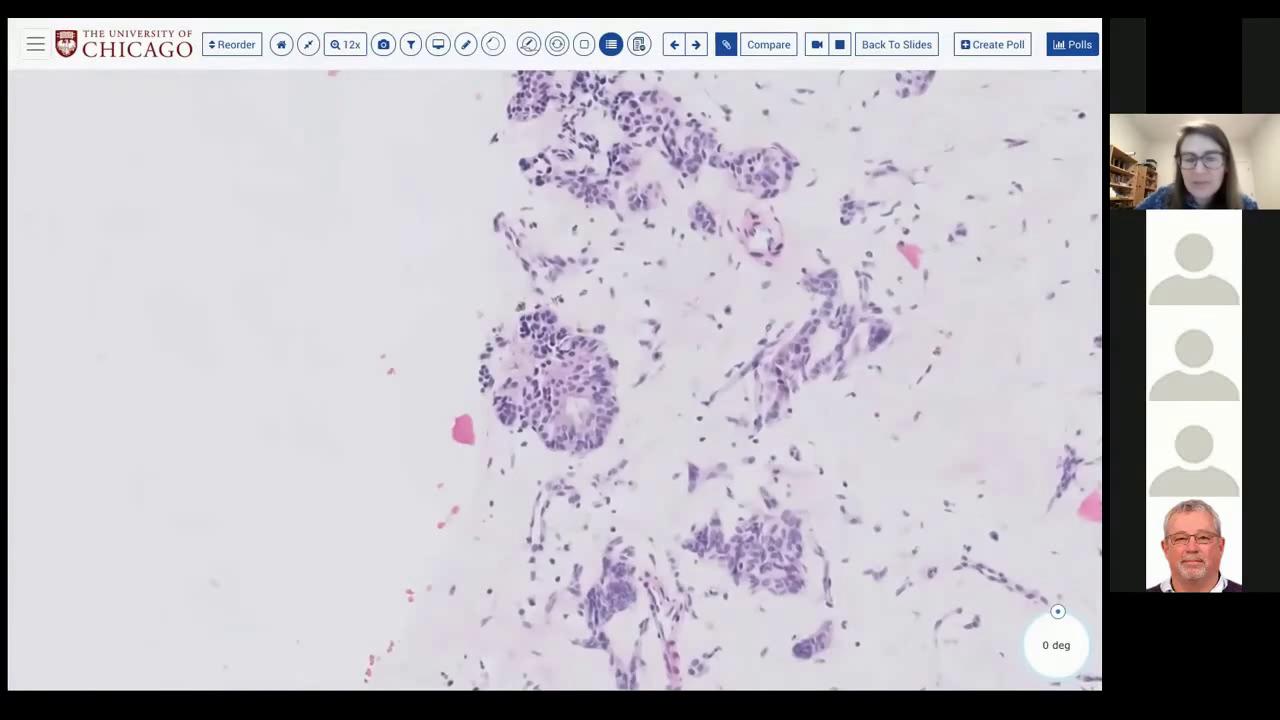 THE UNIVERSITY OF
CHICAGO
Reorder
12x
Compare
Back To Slides
Create Poll
Polls
0 deg